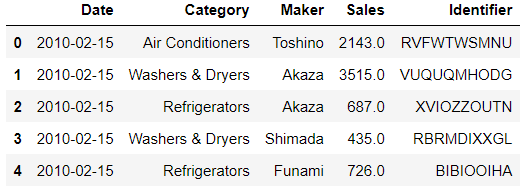 Date Category Maker Sales Identifier
0 2010-02-15 Air Conditioners Toshino 2143.0 RVFWTWSMNU
1 2010-02-15 Washers & Dryers Akaza 3515.0 VUQUQMHODG
2 2010-02-15 Refrigerators Akaza 687.0 XVIOZZOUTN
3 2010-02-15 Washers & Dryers Shimada 435.0 RBRMDIXXGL
4 2010-02-15 Refrigerators Funami 726.0 BIBIOOIHA